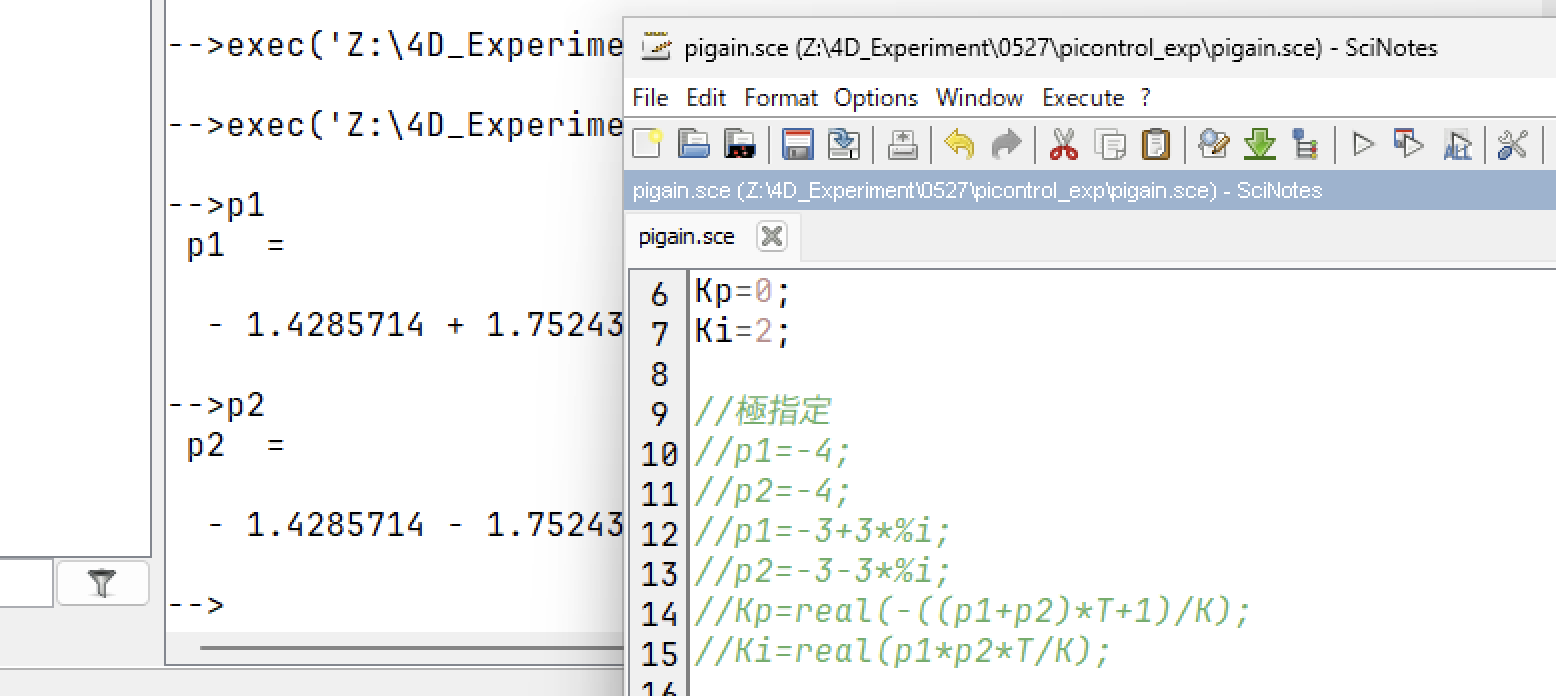 -->exec('Z:\4D_Experime
-->exec('Z:\4D_Experime
-->p1
p1 =
- 1.4285714 + 1.75243
-->p2
p2 =
- 1.4285714 - 1.75243
-->
pigain.sce (Z:\4D_Experiment\0527\picontrol_exp\pigain.sce) - SciNotes
File Edit Format Options Window Execute ?
pigain.sce (Z:\4D_Experiment\0527\picontrol_exp\pigain.sce) - SciNotes
pigain.sce
6 Kp=0;
7 Ki=2;
8
9 //極指定
10 //p1=-4;
11 //p2=-4;
12 //p1=-3+3*%i;
13 //p2=-3-3*%i;
14 //Kp=real(-((p1+p2)*T+1)/K);
15 //Ki=real(p1*p2*T/K);
16